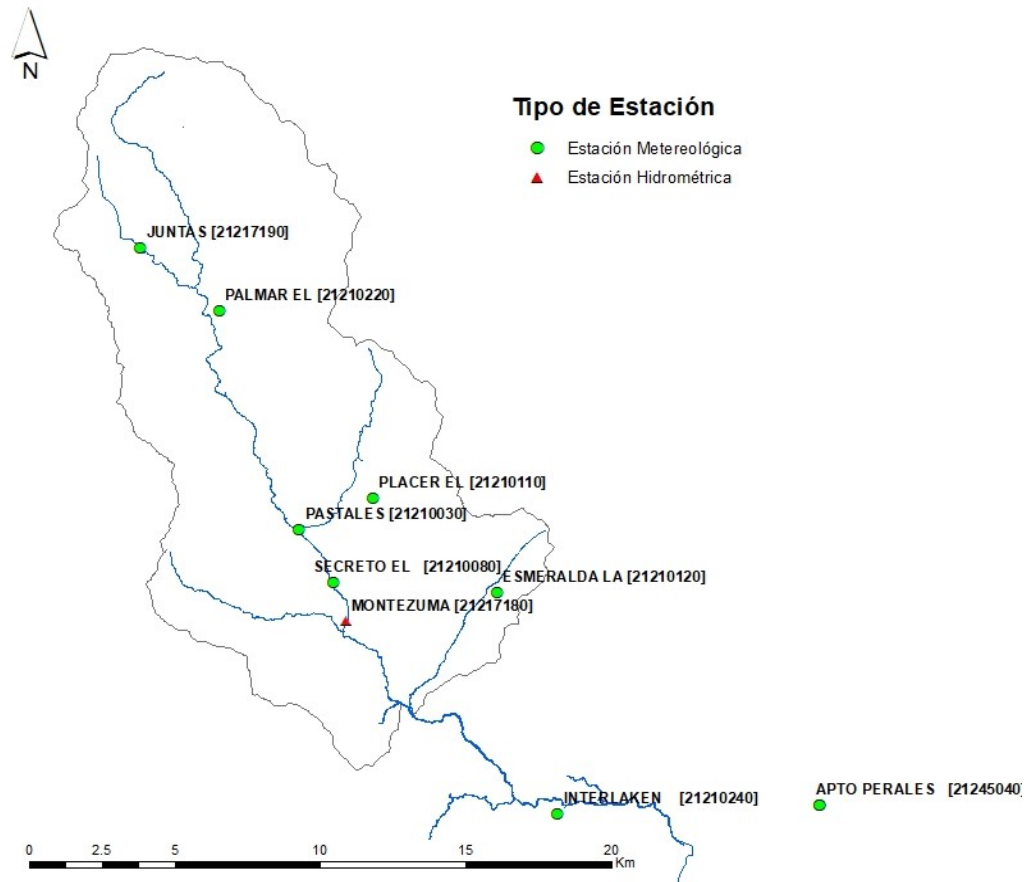 N
Tipo de Estación
Estación Metereológica
Estación Hidrométrica
JUNTAS [21217190]
PALMAR EL [21210220]
PLACER EL [21210110]
PASTALES [21210030]
SECRETO EL [21210080]
ESMERALDA LA [21210120]
MONTEZUMA [21217180]
INTERLAKEN [21210240]
APTO PERALES [21245040]
0 2.5 5 10 15 20
Km